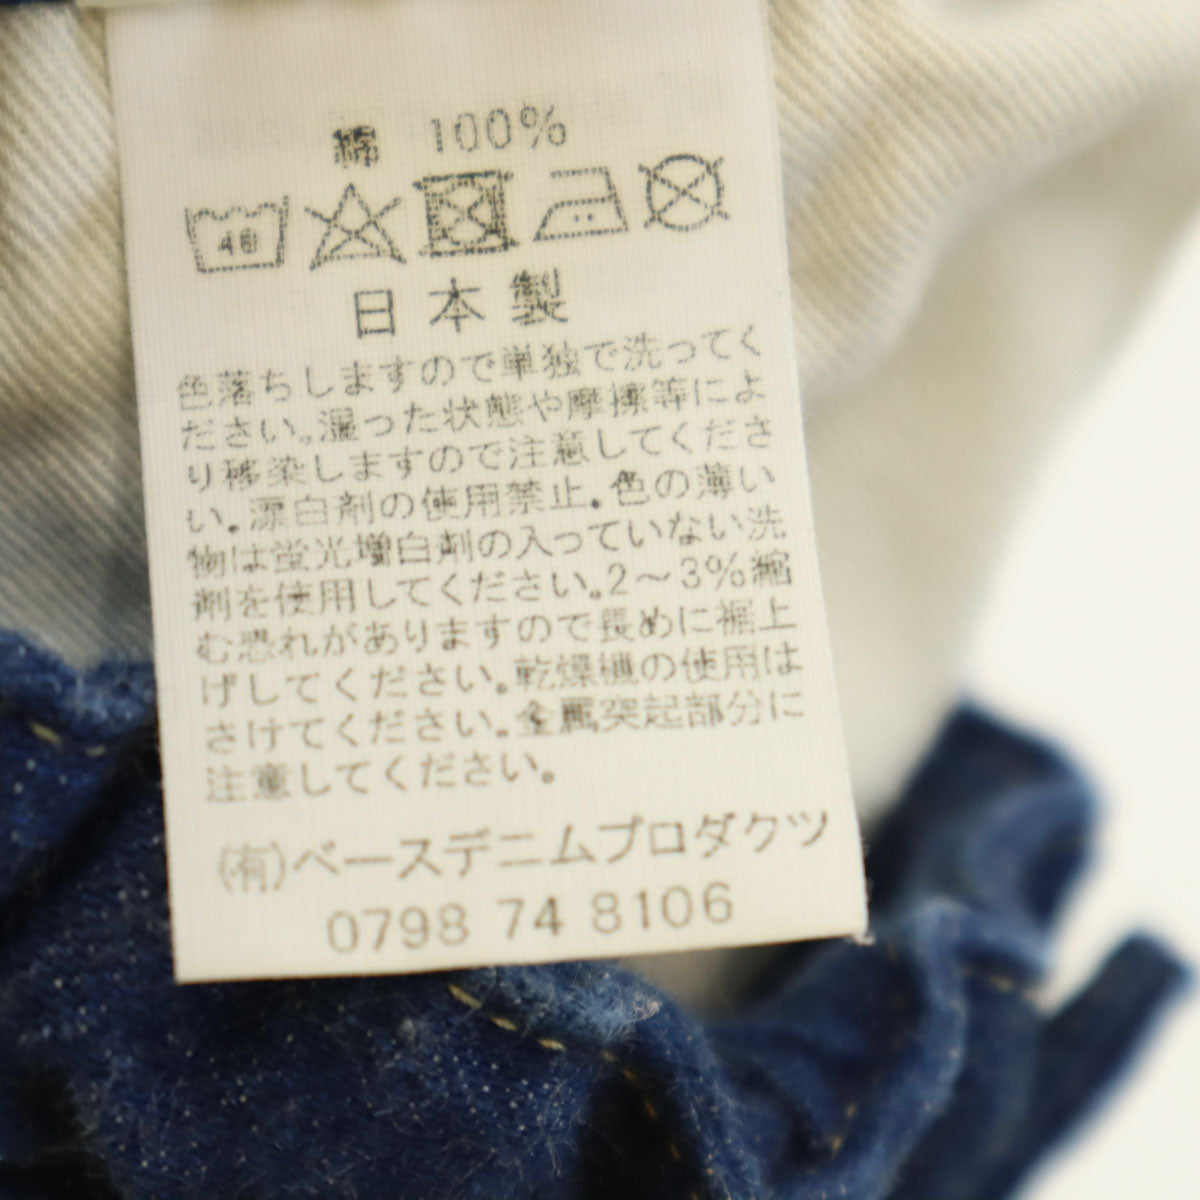 綿 100%
40
日本製
色落ちしますので単独で洗ってく
ださい。湿った状態や摩擦等によ
り移染しますので注意してくださ
い。漂白剤の使用禁止。色の薄い
物は蛍光増白剤の入っていない洗
剤を使用してください。2〜3%縮
む恐れがありますので長めに裾上
げしてください。乾燥機の使用は
さけてください。金属突起部分に
注意してください。
(有)ベースデニムプロダクツ
0798 74 8106